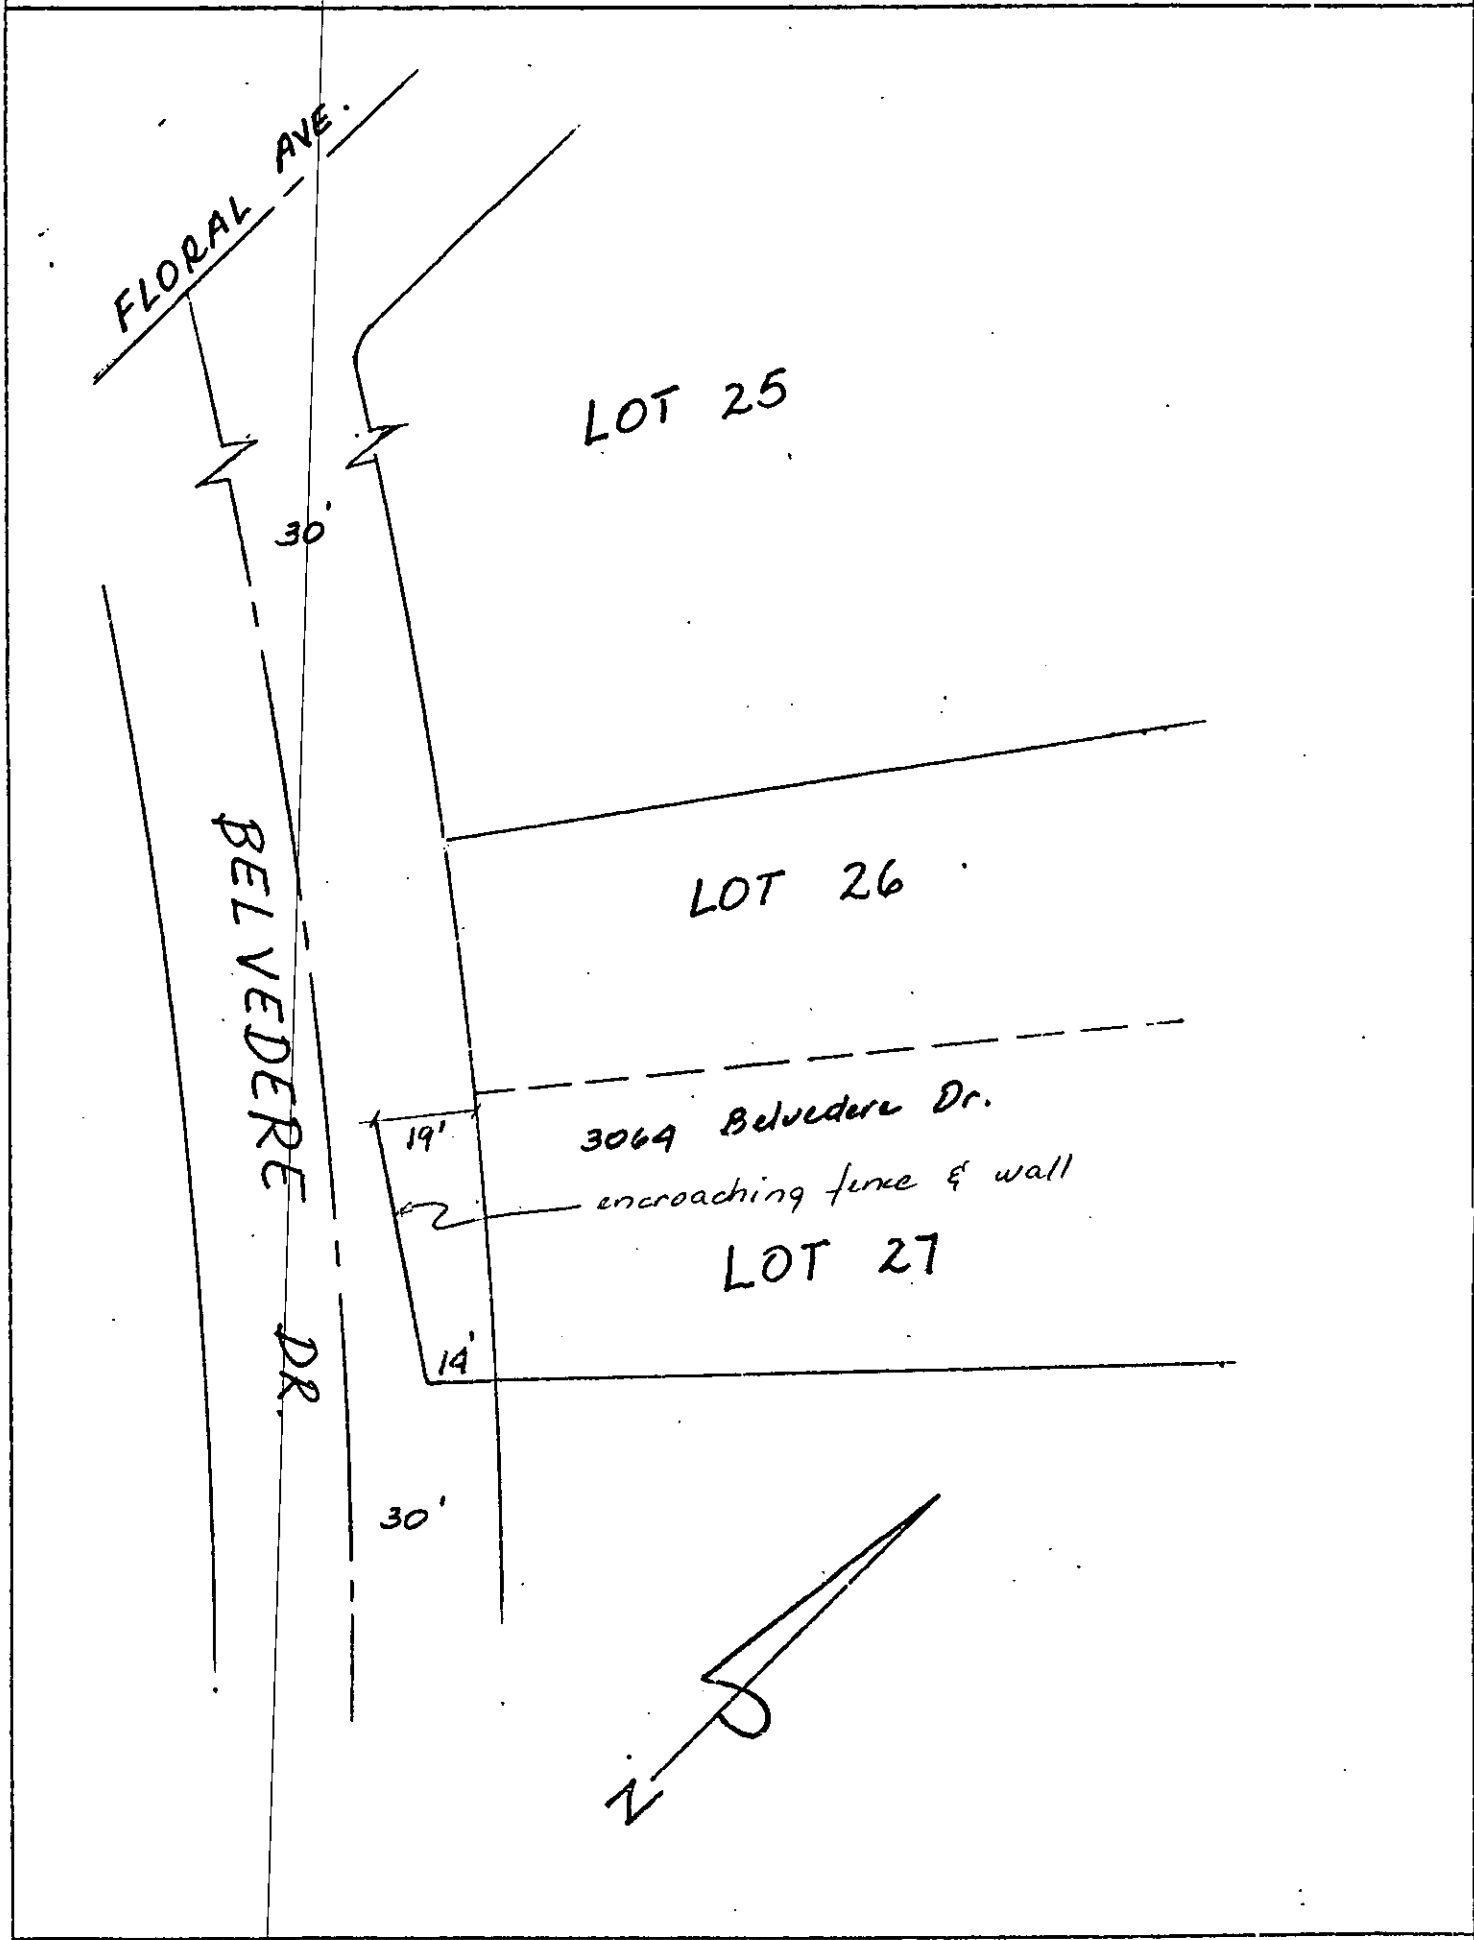 FLORAL AVE.
LOT 25
30'
LOT 26
BELVEDERE DR.
19'
3064 Belvedere Dr.
encroaching fence & wall
LOT 27
14'
30'
N